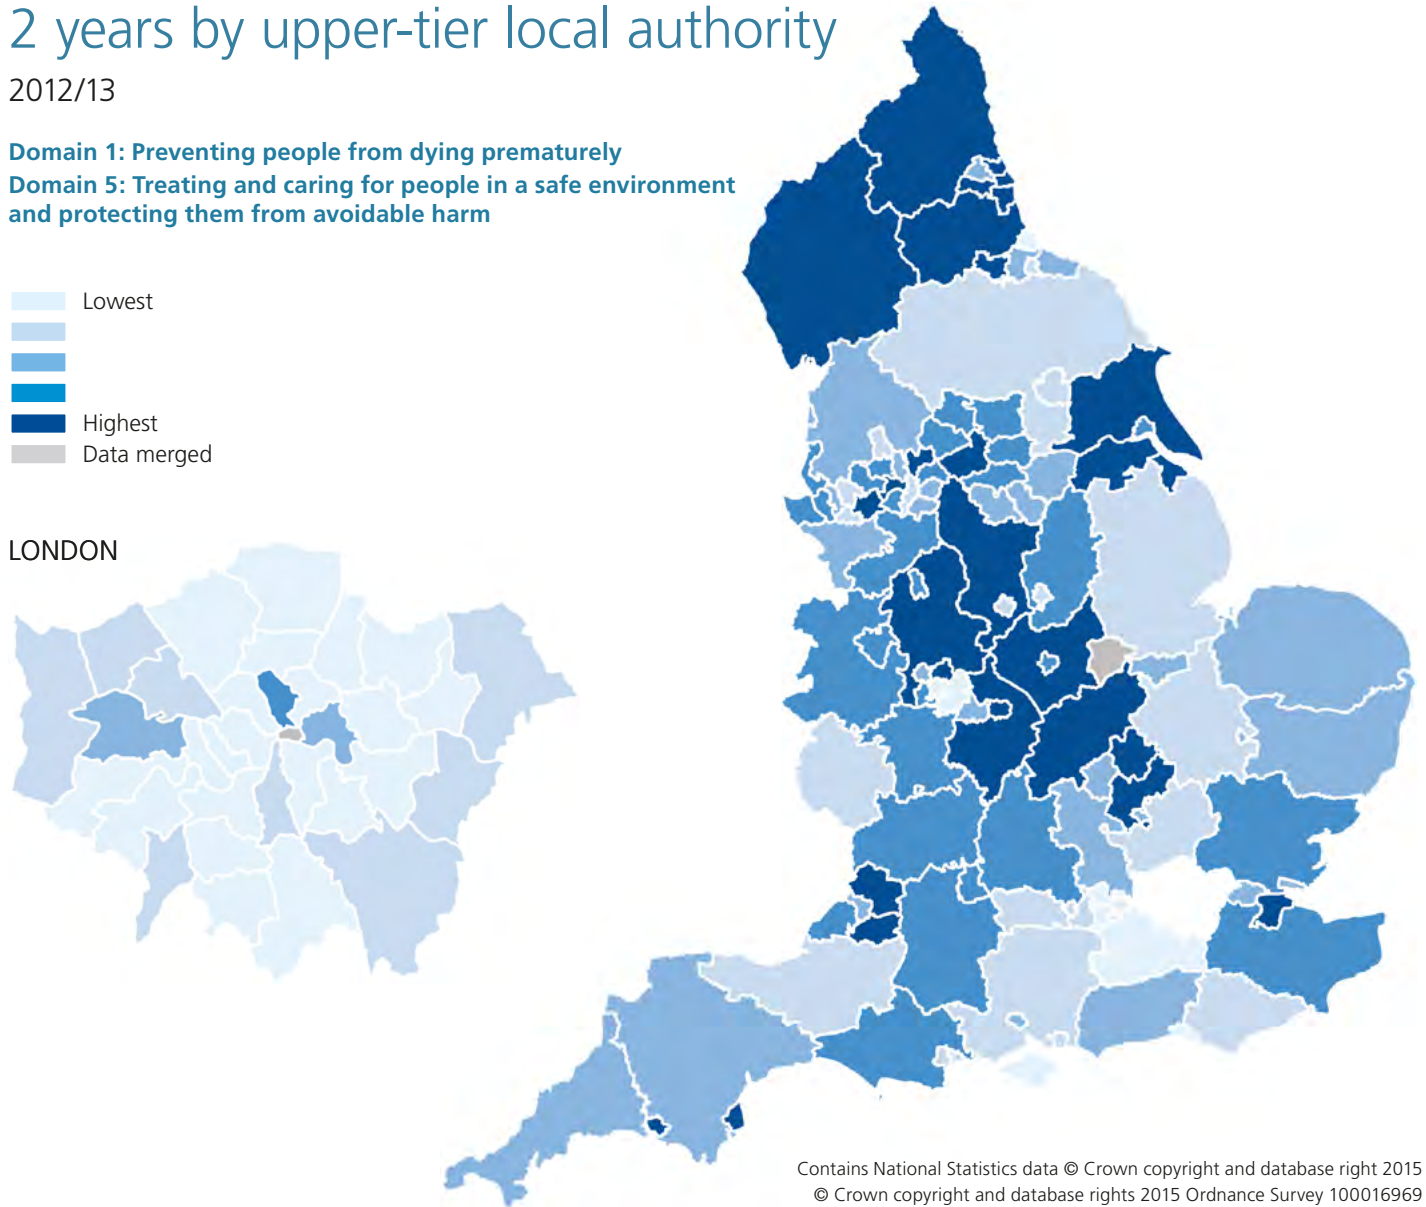 2 years by upper-tier local authority
2012/13
Domain 1: Preventing people from dying prematurely
Domain 5: Treating and caring for people in a safe environment
and protecting them from avoidable harm
Lowest
Highest
Data merged
LONDON
Contains National Statistics data © Crown copyright and database right 2015
© Crown copyright and database rights 2015 Ordnance Survey 100016969